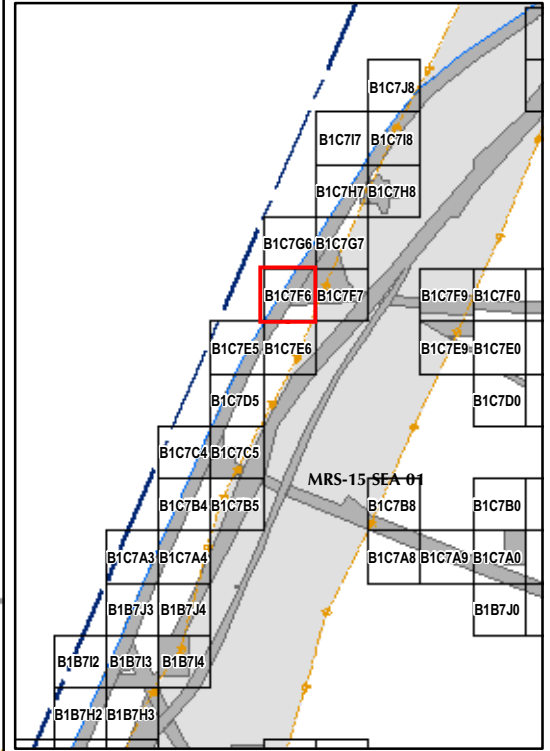 B1C7J8
B1C7I7 B1C7I8
B1C7H7 B1C7H8
B1C7G6 B1C7G7
B1C7F6 B1C7F7 B1C7F9 B1C7F0
B1C7E5 B1C7E6 B1C7E9 B1C7E0
B1C7D5 B1C7D0
B1C7C4 B1C7C5
MRS-15 SEA 01
B1C7B4 B1C7B5 B1C7B8 B1C7B0
B1C7A3 B1C7A4 B1C7A8 B1C7A9 B1C7A0
B1B7J3 B1B7J4 B1B7J0
B1B7I2 B1B7I3 B1B7I4
B1B7H2 B1B7H3